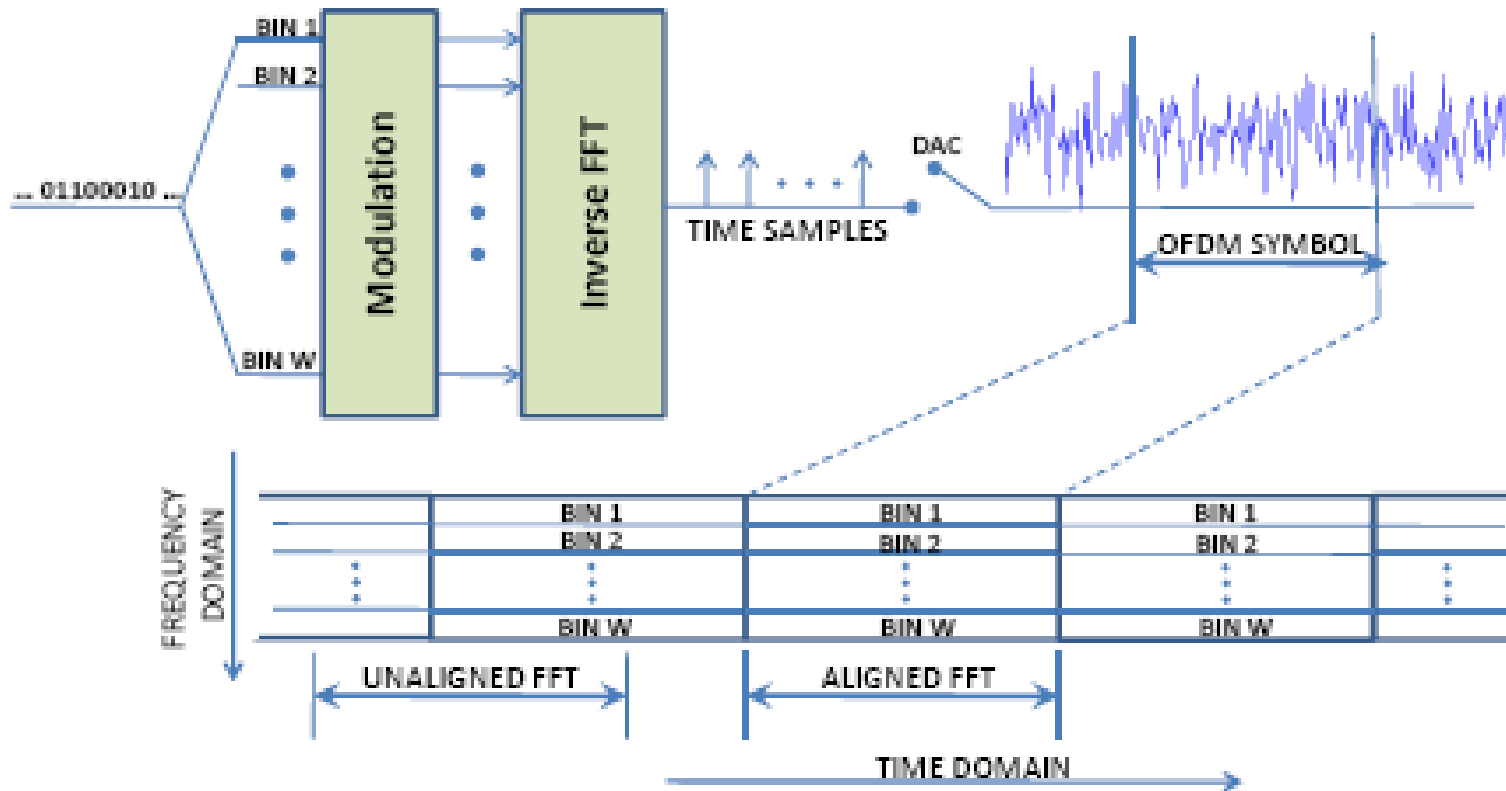 BIN 1
BIN 2
... 01100010 ...
BIN W
Modulation
Inverse FFT
TIME SAMPLES
DAC
OFDM SYMBOL
FREQUENCY
DOMAIN
BIN 1
BIN 1
BIN 1
BIN 2
BIN 2
BIN 2
BIN W
BIN W
BIN W
UNALIGNED FFT
ALIGNED FFT
TIME DOMAIN